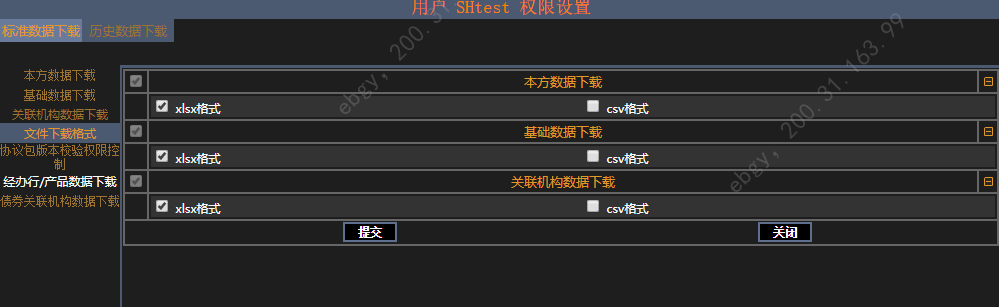 用户 SHtest 权限设置
标准数据下载 历史数据下载
本方数据下载
基础数据下载
关联机构数据下载
文件下载格式
协议包版本校验权限控
制
经办行/产品数据下载
债券关联机构数据下载
本方数据下载
xlsx格式 csv格式
基础数据下载
xlsx格式 csv格式
关联机构数据下载
xlsx格式 csv格式
提交 关闭
ebgy, 200.31
ebgy, 200.31.163.99